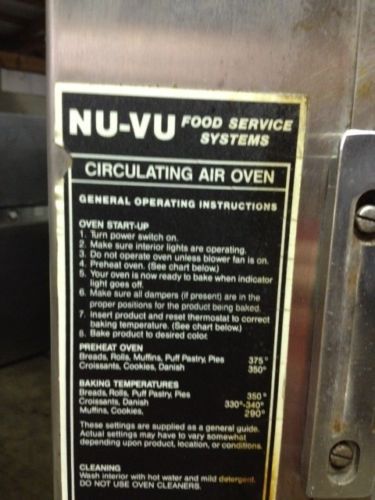 NU-VU FOOD SERVICE
SYSTEMS
CIRCULATING AIR OVEN
GENERAL OPERATING INSTRUCTIONS
OVEN START-UP
1. Turn power switch on.
2. Make sure interior lights are operating.
3. Do not operate oven unless blower fan is on.
4. Preheat oven. (See chart below.)
5. Your oven is now ready to bake when indicator
light goes off.
6. Make sure all dampers (if present) are in the
proper positions for the product being baked.
7. Insert product and reset thermostat to correct
baking temperature. (See chart below.)
8. Bake product to desired color.
PREHEAT OVEN
Breads, Rolls, Muffins, Puff Pastry, Pies 375°
Croissants, Cookies, Danish 350°
BAKING TEMPERATURES
Breads, Rolls, Puff Pastry, Pies 350°
Croissants, Danish 330°-340°
Muffins, Cookies, 290°
These settings are supplied as a general guide.
Actual settings may have to vary somewhat
depending upon product, location, or conditions.
CLEANING
Wash interior with hot water and mild detergent.
DO NOT USE OVEN CLEANERS.